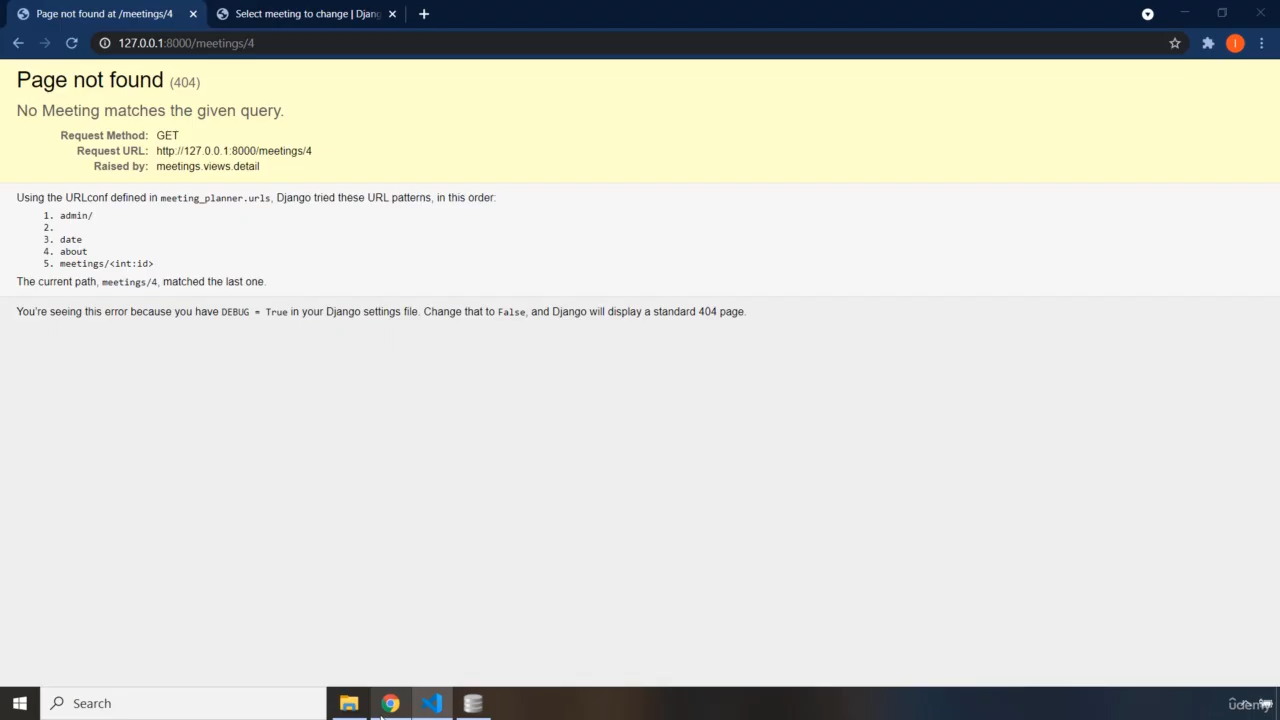 Page not found at /meetings/4
Select meeting to change | Djang
127.0.0.1:8000/meetings/4
I
Page not found (404)
No Meeting matches the given query.
Request Method: GET
Request URL: http://127.0.0.1:8000/meetings/4
Raised by: meetings.views.detail
Using the URLconf defined in meeting_planner.urls, Django tried these URL patterns, in this order:
1. admin/
2.
3. date
4. about
5. meetings/<int:id>
The current path, meetings/4, matched the last one.
You're seeing this error because you have DEBUG = True in your Django settings file. Change that to False, and Django will display a standard 404 page.
Search
udemy